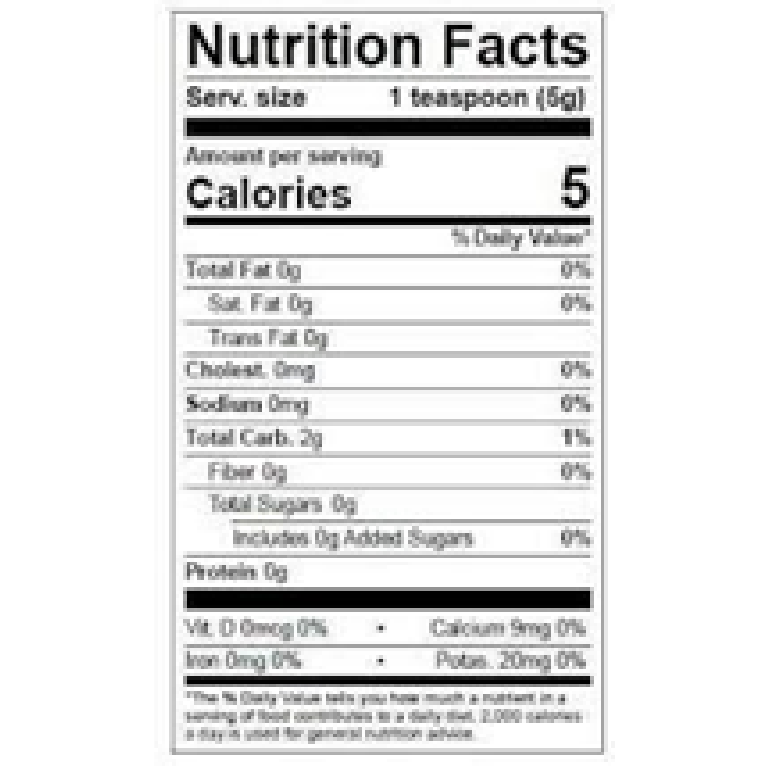 Nutrition Facts
Serv. size 1 teaspoon (5g)
Amount per serving
Calories 5
% Daily Value*
Total Fat 0g 0%
Sat. Fat 0g 0%
Trans Fat 0g
Cholest. 0mg 0%
Sodium 0mg 0%
Total Carb. 2g 1%
Fiber 0g 0%
Total Sugars 0g
Includes 0g Added Sugars 0%
Protein 0g
Vit. D 0mcg 0% • Calcium 9mg 0%
Iron 0mg 0% • Potas. 20mg 0%
*The % Daily Value tells you how much a nutrient in a
serving of food contributes to a daily diet. 2,000 calories
a day is used for general nutrition advice.